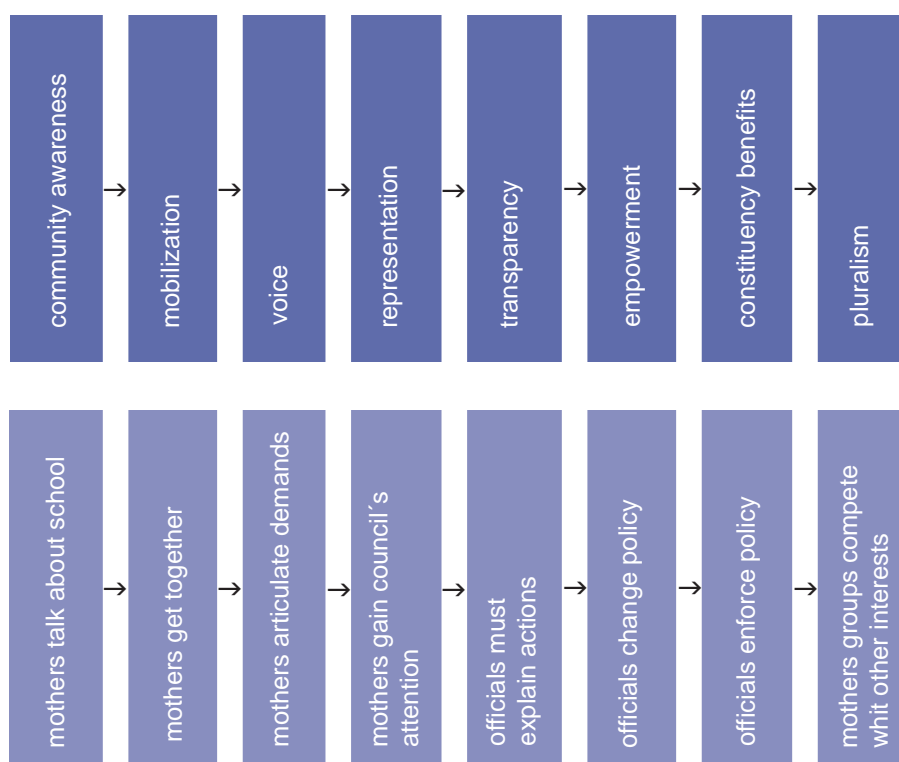 community awareness
mobilization
voice
representation
transparency
empowerment
constituency benefits
pluralism
mothers talk about school
mothers get together
mothers articulate demands
mothers gain council´s
attention
officials must
explain actions
officials change policy
officials enforce policy
mothers groups compete
whit other interests